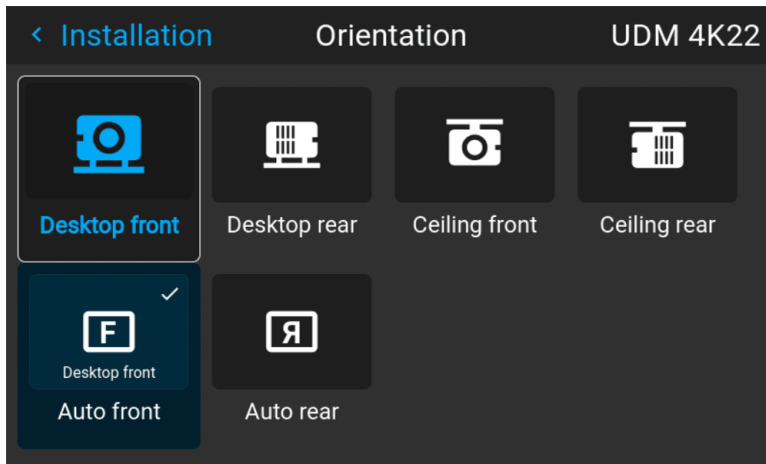 Installation Orientation UDM 4K22
Desktop front Desktop rear Ceiling front Ceiling rear
F Я
Desktop front
Auto front Auto rear